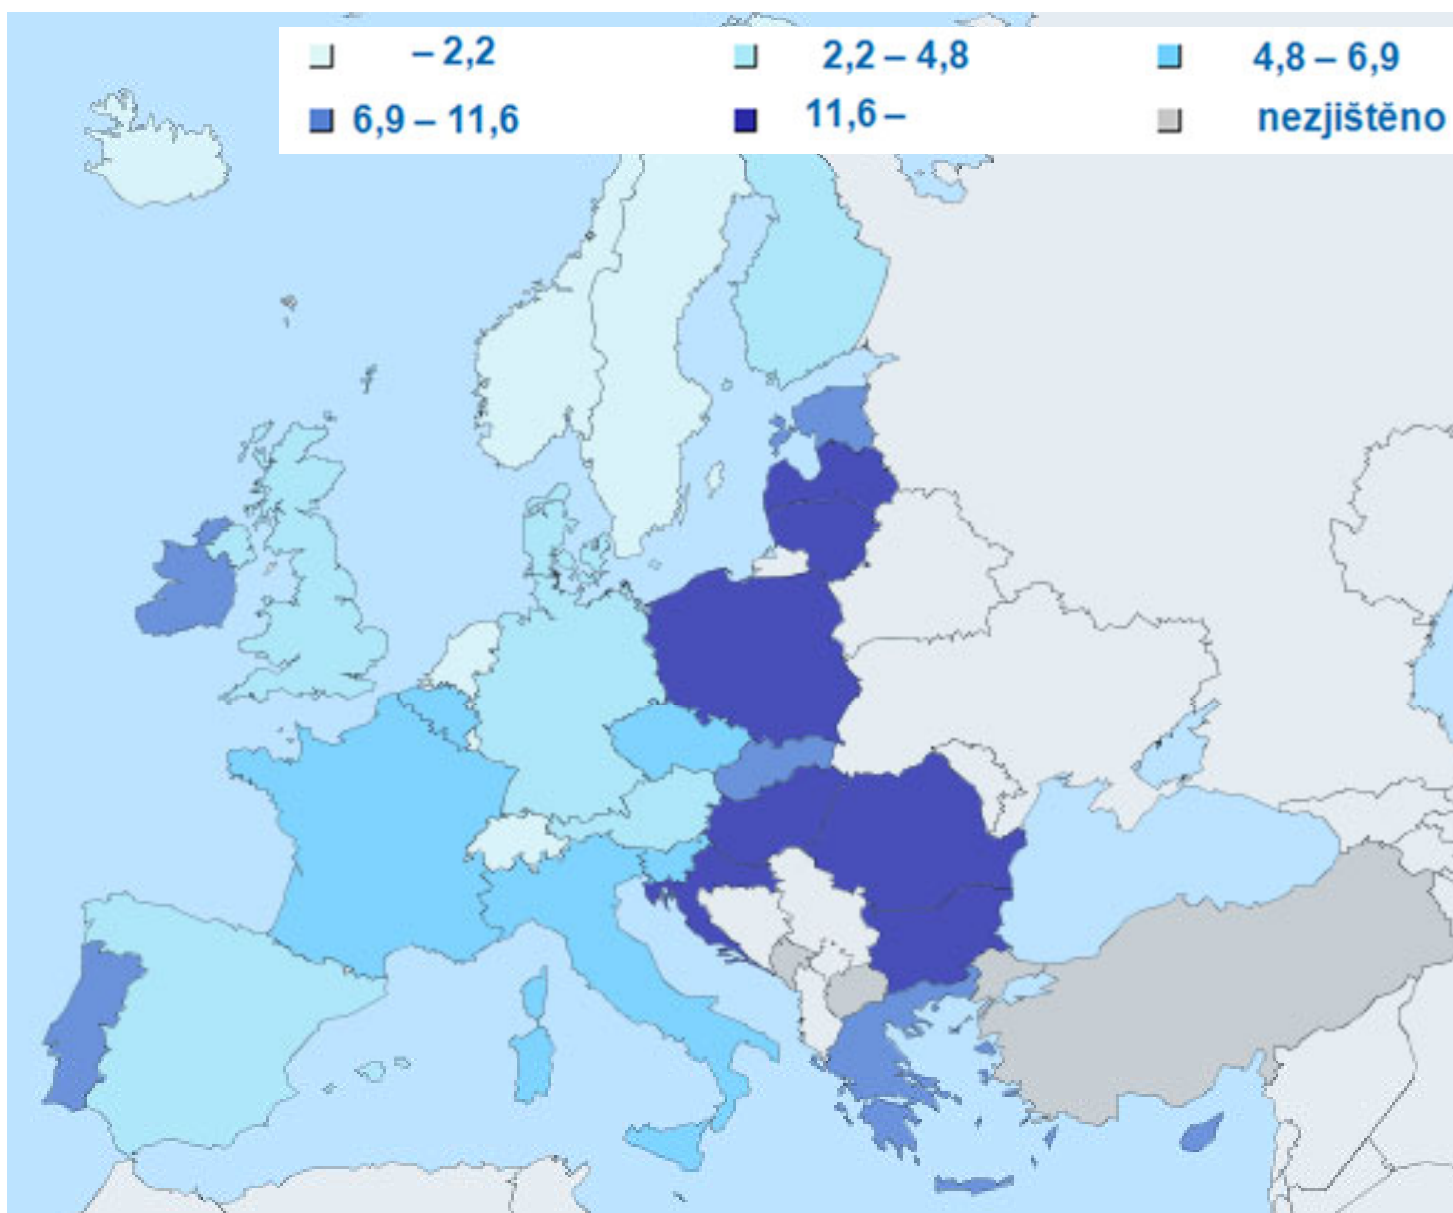 – 2,2 2,2 – 4,8 4,8 – 6,9
6,9 – 11,6 11,6 – nezjištěno